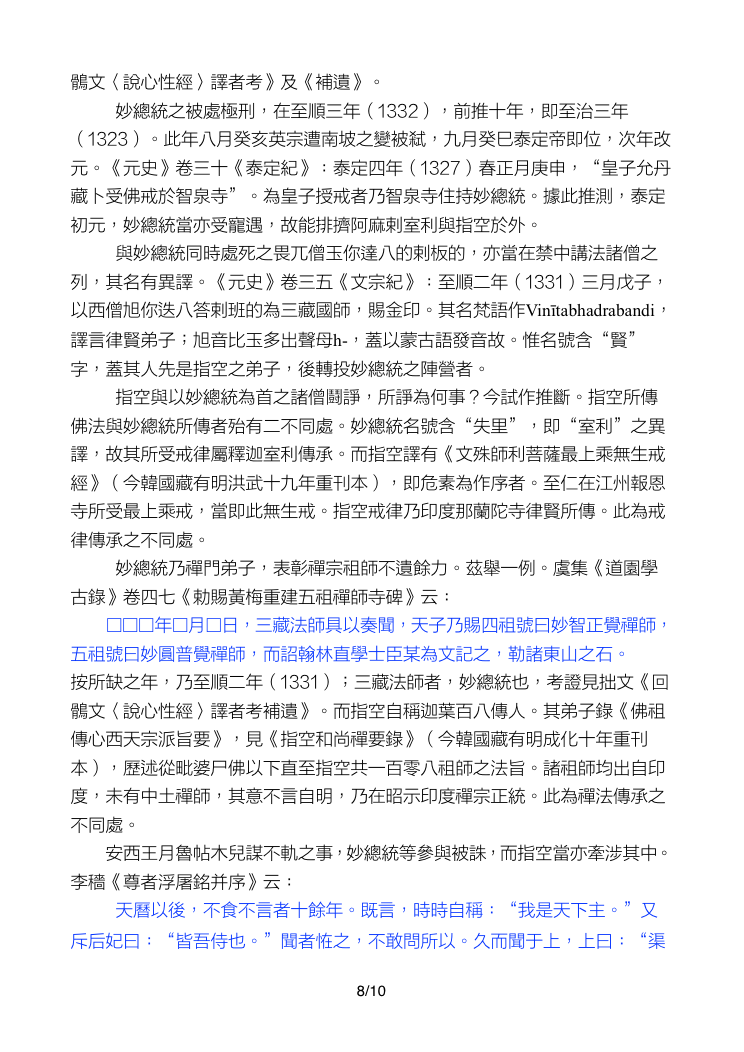 鶻文〈說心性經〉譯者考》及《補遺》。
妙總統之被處極刑，在至順三年（1332），前推十年，即至治三年
（1323）。此年八月癸亥英宗遭南坡之變被弒，九月癸巳泰定帝即位，次年改
元。《元史》卷三十《泰定紀》：泰定四年（1327）春正月庚申，“皇子允丹
藏卜受佛戒於智泉寺”。為皇子授戒者乃智泉寺住持妙總統。據此推測，泰定
初元，妙總統當亦受寵遇，故能排擠阿麻剌室利與指空於外。
與妙總統同時處死之畏兀僧玉你達八的剌板的，亦當在禁中講法諸僧之
列，其名有異譯。《元史》卷三五《文宗紀》：至順二年（1331）三月戊子，
以西僧旭你迭八答剌班的為三藏國師，賜金印。其名梵語作Vinītabhadrabandi，
譯言律賢弟子；旭音比玉多出聲母h-，蓋以蒙古語發音故。惟名號含“賢”
字，蓋其人先是指空之弟子，後轉投妙總統之陣營者。
指空與以妙總統為首之諸僧鬪諍，所諍為何事？今試作推斷。指空所傳
佛法與妙總統所傳者殆有二不同處。妙總統名號含“失里”，即“室利”之異
譯，故其所受戒律屬釋迦室利傳承。而指空譯有《文殊師利菩薩最上乘無生戒
經》（今韓國藏有明洪武十九年重刊本），即危素為作序者。至仁在江州報恩
寺所受最上乘戒，當即此無生戒。指空戒律乃印度那蘭陀寺律賢所傳。此為戒
律傳承之不同處。
妙總統乃禪門弟子，表彰禪宗祖師不遺餘力。茲舉一例。虞集《道園學
古錄》卷四七《勅賜黃梅重建五祖禪師寺碑》云：
□□□年□月□日，三藏法師具以奏聞，天子乃賜四祖號曰妙智正覺禪師，
五祖號曰妙圓普覺禪師，而詔翰林直學士臣某為文記之，勒諸東山之石。
按所缺之年，乃至順二年（1331）；三藏法師者，妙總統也，考證見拙文《回
鶻文〈說心性經〉譯者考補遺》。而指空自稱迦葉百八傳人。其弟子錄《佛祖
傳心西天宗派旨要》，見《指空和尚禪要錄》（今韓國藏有明成化十年重刊
本），歷述從毗婆尸佛以下直至指空共一百零八祖師之法旨。諸祖師均出自印
度，未有中土禪師，其意不言自明，乃在昭示印度禪宗正統。此為禪法傳承之
不同處。
安西王月魯帖木兒謀不軌之事，妙總統等參與被誅，而指空當亦牽涉其中。
李穡《尊者浮屠銘并序》云：
天曆以後，不食不言者十餘年。既言，時時自稱：“我是天下主。”又
斥后妃曰：“皆吾侍也。”聞者恠之，不敢問所以。久而聞于上，上曰：“渠
8/10